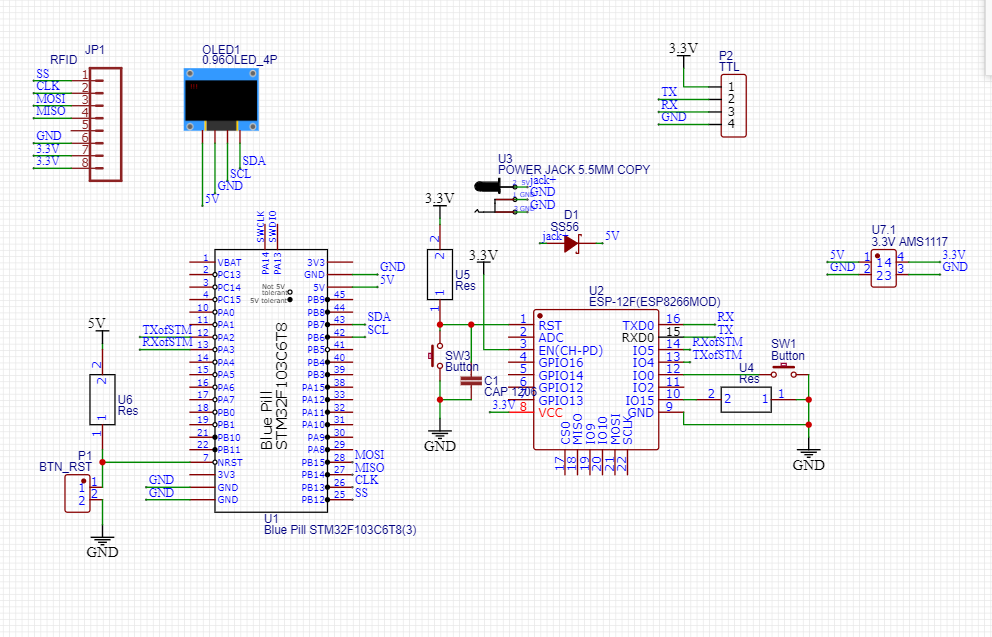 JP1
RFID
SS
CLK
MOSI
MISO
GND
3.3V
3.3V
1
2
3
4
5
6
7
8
OLED1
0.96OLED_4P
SDA
SCL
GND
5V
3.3V
P2
TTL
TX
RX
GND
1
2
3
4
U3
POWER JACK 5.5MM COPY
2 5V jack+
1 GND GND
3 GND GND
D1
SS56
jack+
5V
U7.1
3.3V AMS1117
5V 1 14 4 3.3V
GND 2 23 3 GND
SWCLK
SWDIO
PA14
PA13
1 VBAT
2 PC13
3 PC14
4 PC15
10 PA0
11 PA1
TXofSTM 12 PA2
RXofSTM 13 PA3
14 PA4
15 PA5
16 PA6
17 PA7
18 PB0
19 PB1
21 PB10
22 PB11
7 NRST
3V3
GND GND
GND GND
Not 5V
tolerant
5V tolerant
Blue Pill
STM32F103C6T8
3V3
GND GND
5V 5V
PB9 45
PB8 44
PB7 43 SDA
PB6 42 SCL
PB5 41
PB4 40
PB3 39
PA15 38
PA12 33
PA11 32
PA10 31
PA9 30
PA8 29
PB15 28 MOSI
PB14 27 MISO
PB13 26 CLK
PB12 25 SS
U1
Blue Pill STM32F103C6T8(3)
5V
2
2
1
1
U6
Res
P1
BTN_RST
1 1
2 2
GND
3.3V
2
2
1
1
U5
Res
3.3V
SW3
Button
C1
CAP 1206
GND
U2
ESP-12F(ESP8266MOD)
1 RST
2 ADC
3 EN(CH-PD)
4 GPIO16
5 GPIO14
6 GPIO12
7 GPIO13
3.3V 8 VCC
TXD0 16 RX
RXD0 15 TX
IO5 14 RXofSTM
IO4 13 TXofSTM
IO0 12
IO2 11
IO15 10
GND 9
CS0
MISO
IO9
IO10
MOSI
SCLK
17
18
19
20
21
22
SW1
Button
U4
Res
2 2 1 1
GND